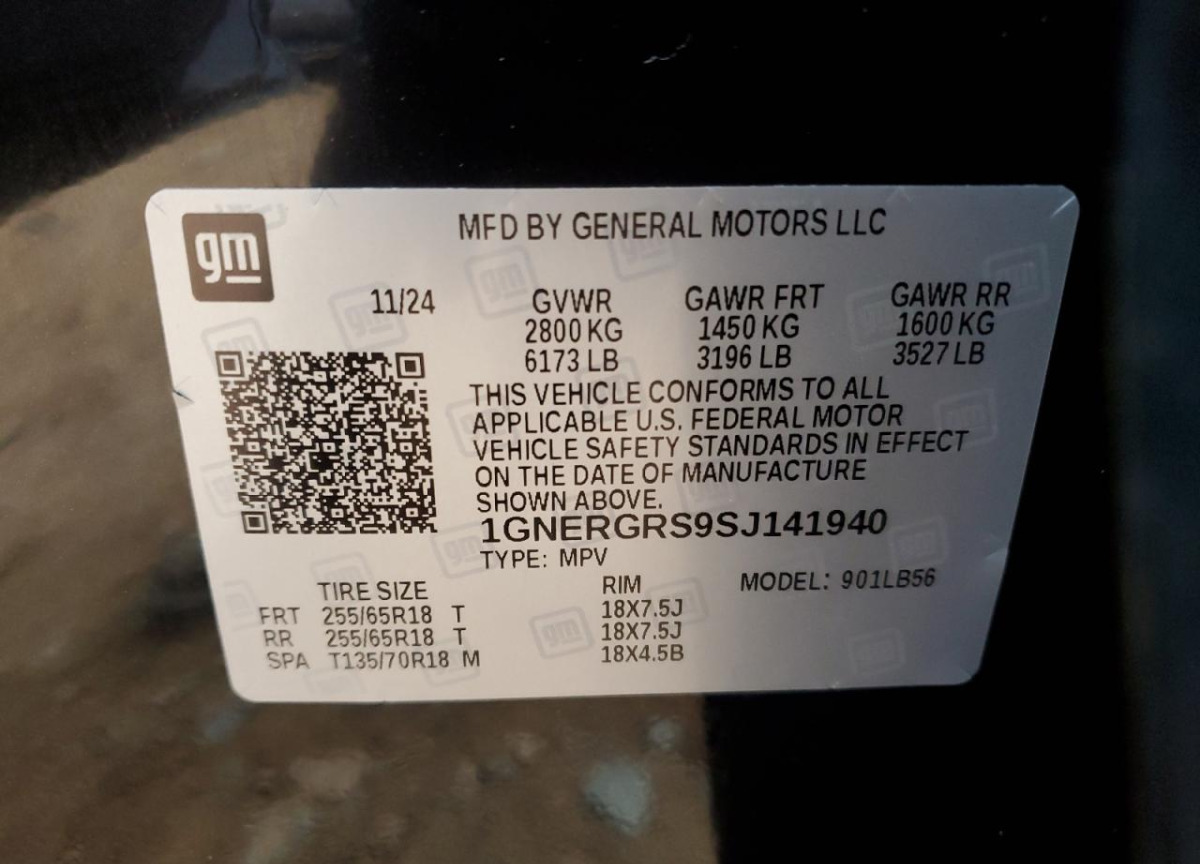 gm
MFD BY GENERAL MOTORS LLC
11/24 GVWR GAWR FRT GAWR RR
2800 KG 1450 KG 1600 KG
6173 LB 3196 LB 3527 LB
THIS VEHICLE CONFORMS TO ALL
APPLICABLE U.S. FEDERAL MOTOR
VEHICLE SAFETY STANDARDS IN EFFECT
ON THE DATE OF MANUFACTURE
SHOWN ABOVE.
1GNERGRS9SJ141940
TYPE: MPV
TIRE SIZE RIM MODEL: 901LB56
FRT 255/65R18 T 18X7.5J
RR 255/65R18 T 18X7.5J
SPA T135/70R18 M 18X4.5B